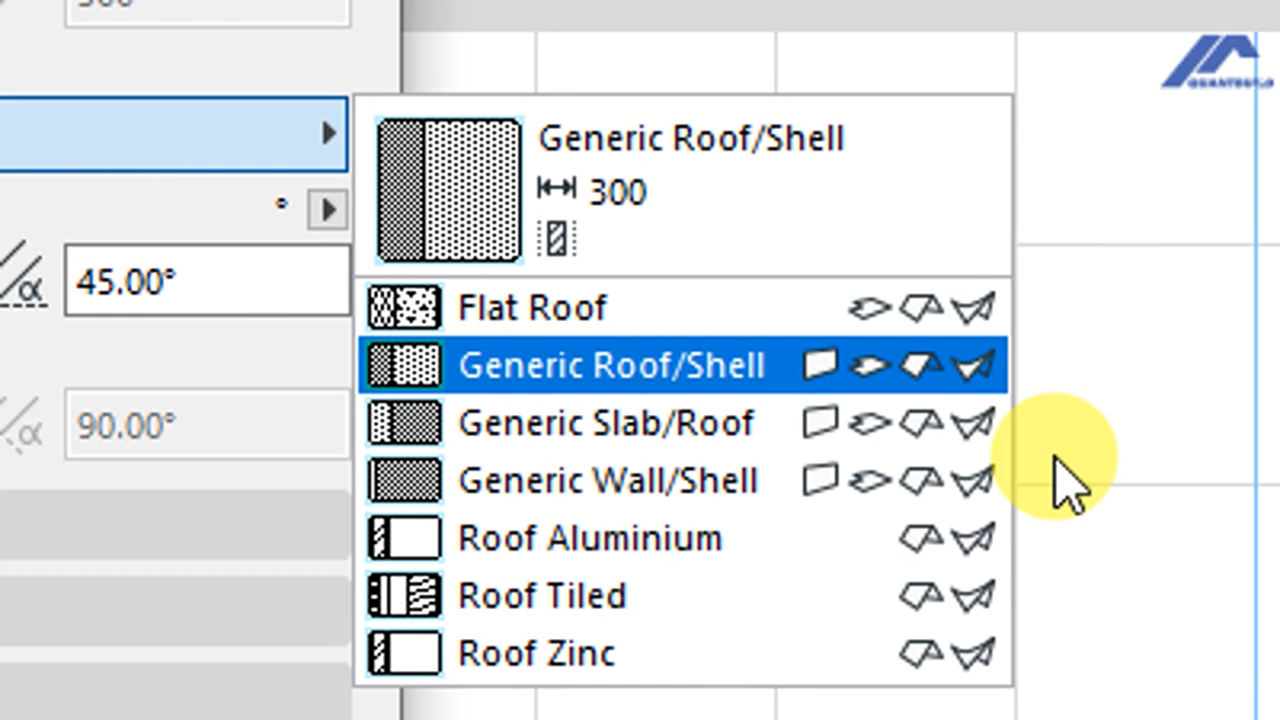 Generic Roof/Shell
300
°
45.00°
α
90.00°
α
Flat Roof
Generic Roof/Shell
Generic Slab/Roof
Generic Wall/Shell
Roof Aluminium
Roof Tiled
Roof Zinc